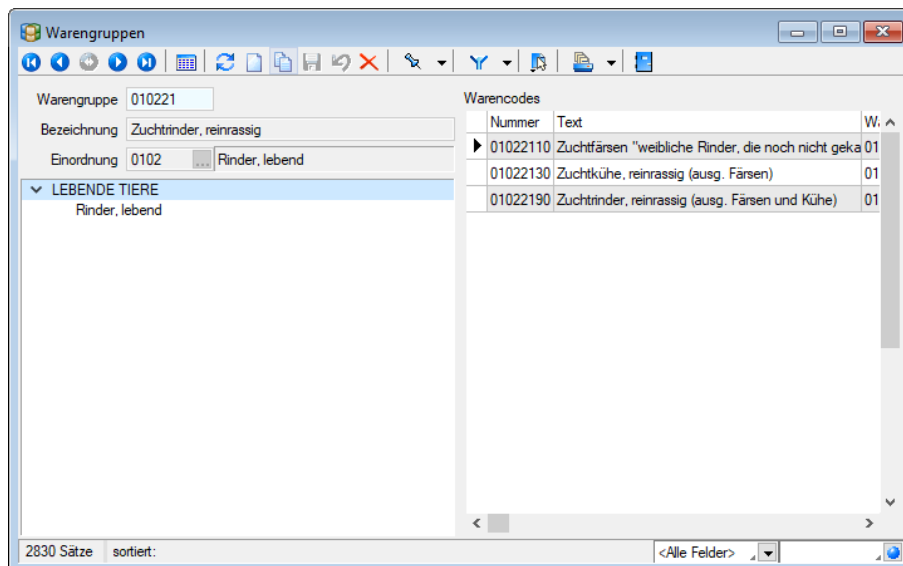 Warengruppen
Warengruppe 010221
Bezeichnung Zuchtrinder, reinrassig
Einordnung 0102 ... Rinder, lebend
LEBENDE TIERE
Rinder, lebend
Warencodes
Nummer Text W.
01022110 Zuchtfärsen "weibliche Rinder, die noch nicht geka 01
01022130 Zuchtkühe, reinrassig (ausg. Färsen) 01
01022190 Zuchtrinder, reinrassig (ausg. Färsen und Kühe) 01
2830 Sätze sortiert: <Alle Felder>